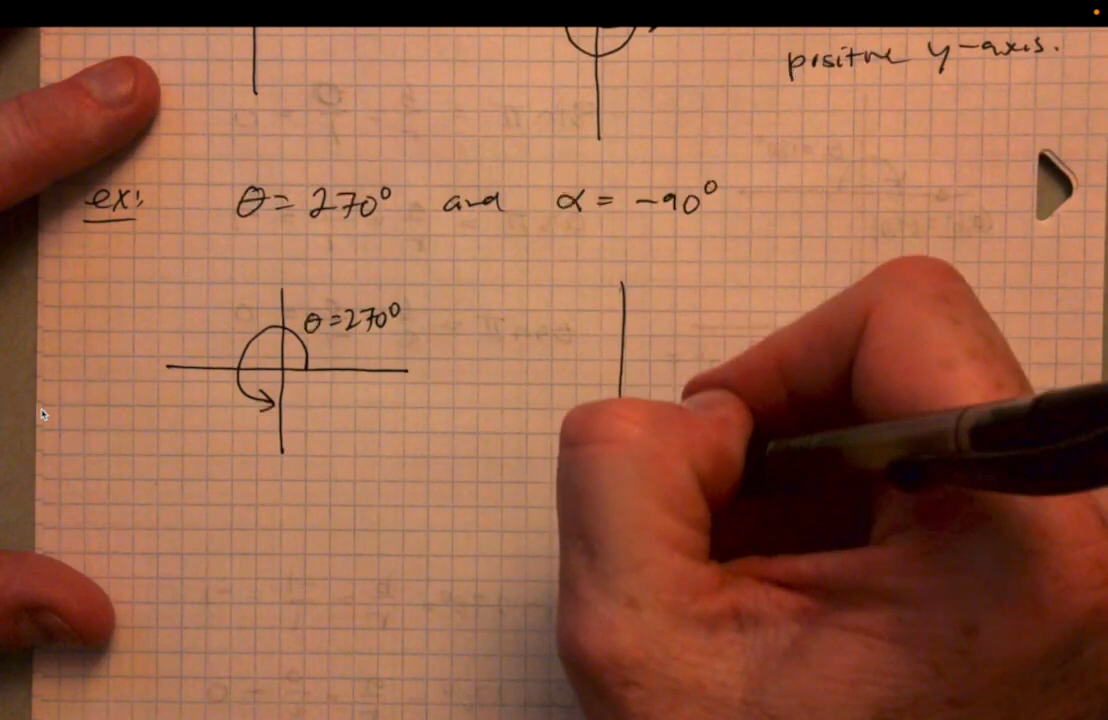 positive y-axis.
ex: θ = 270° and α = -90°
θ = 270°